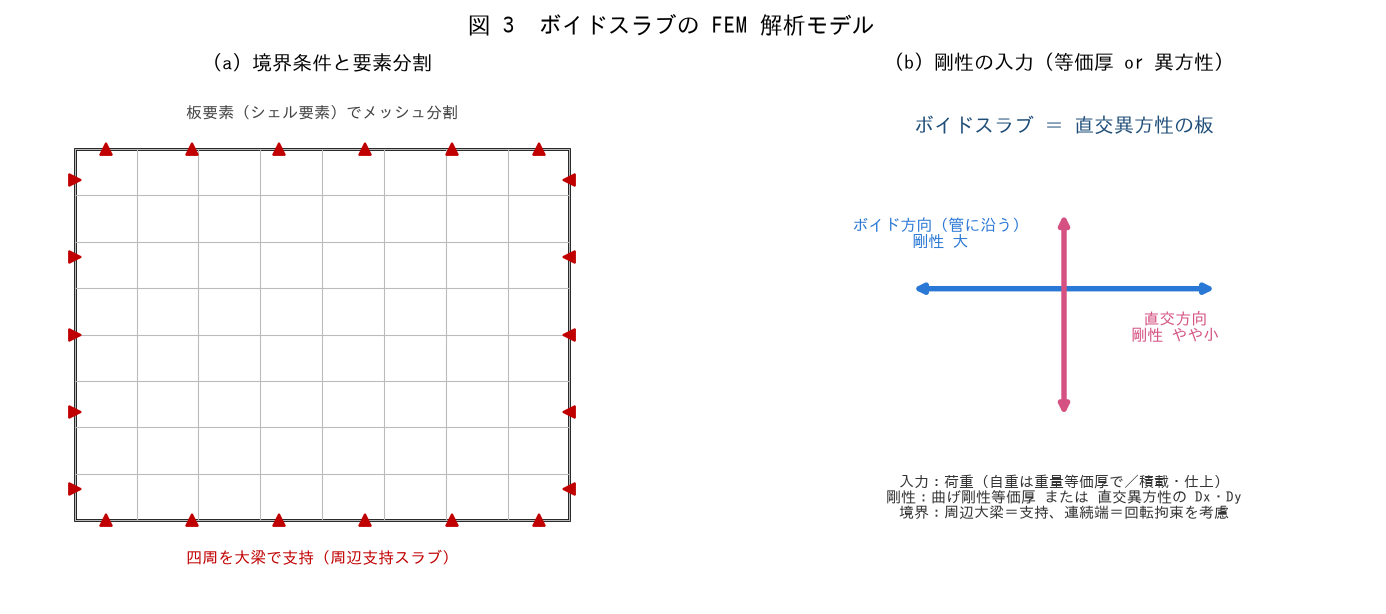 図 3　ボイドスラブの FEM 解析モデル
(a) 境界条件と要素分割
板要素（シェル要素）でメッシュ分割
四周を大梁で支持（周辺支持スラブ）
(b) 剛性の入力（等価厚 or 異方性）
ボイドスラブ ＝ 直交異方性の板
ボイド方向（管に沿う）
剛性 大
直交方向
剛性 やや小
入力：荷重（自重は重量等価厚で／積載・仕上）
剛性：曲げ剛性等価厚 または 直交異方性の Dx・Dy
境界：周辺大梁＝支持、連続端＝回転拘束を考慮